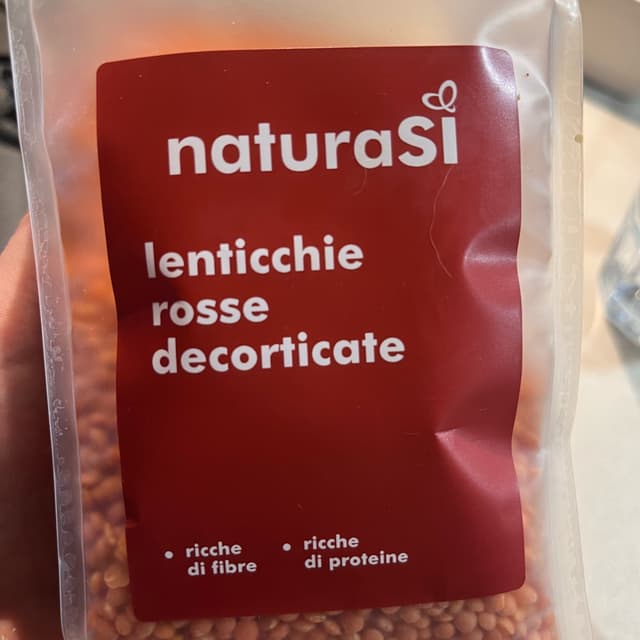 naturasì
lenticchie
rosse
decorticate
• ricche
di fibre
• ricche
di proteine